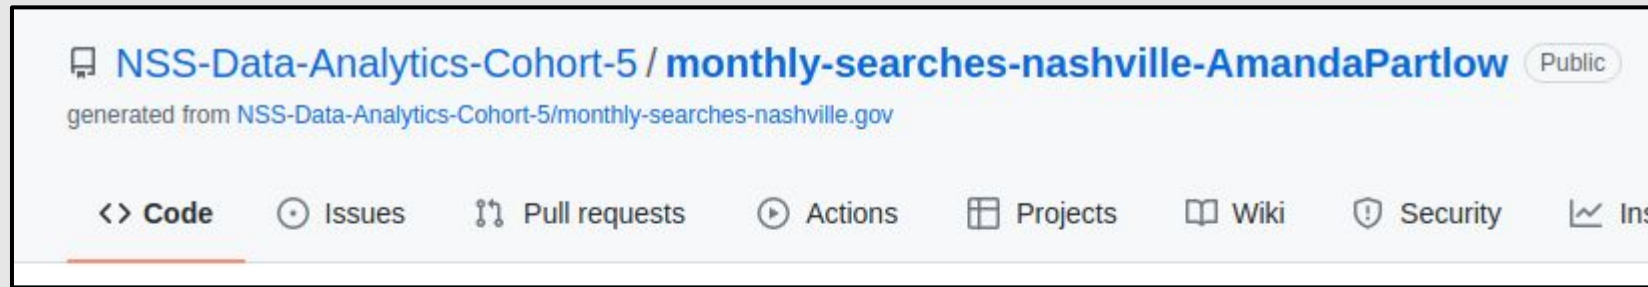 NSS-Data-Analytics-Cohort-5 / monthly-searches-nashville-AmandaPartlow Public
generated from NSS-Data-Analytics-Cohort-5/monthly-searches-nashville.gov
<> Code Issues Pull requests Actions Projects Wiki Security Ins